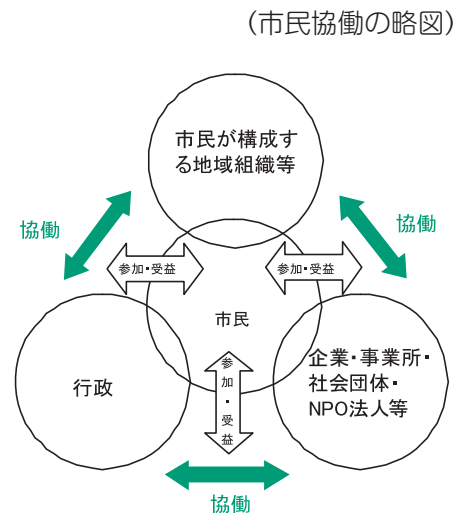 (市民協働の略図)
市民が構成す
る地域組織等
協働
協働
参加・受益
参加・受益
市民
行政
企業・事業所・
社会団体・
NPO法人等
参加・受益
協働